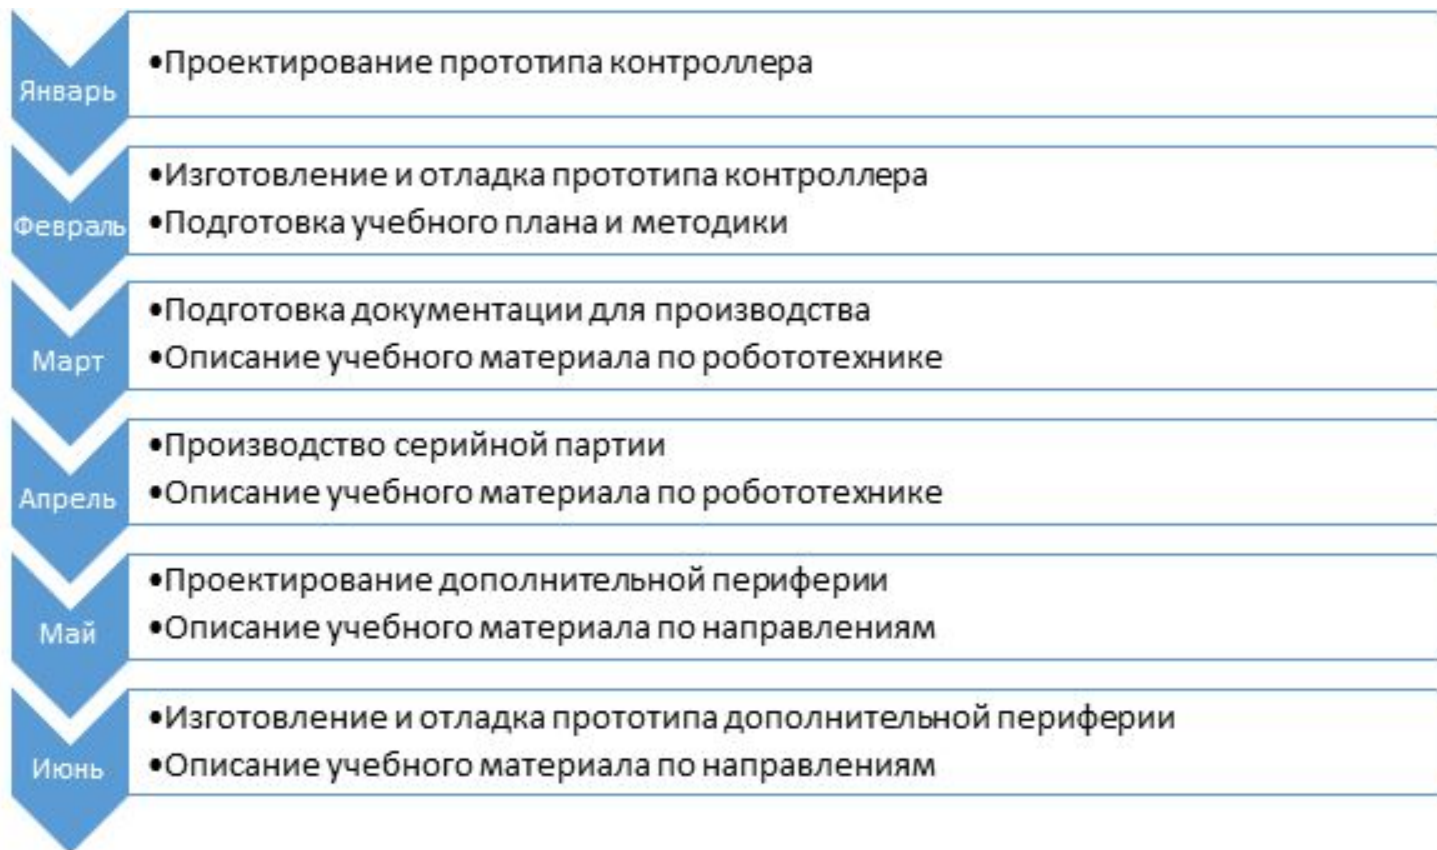 Январь
•Проектирование прототипа контроллера
Февраль
•Изготовление и отладка прототипа контроллера
•Подготовка учебного плана и методики
Март
•Подготовка документации для производства
•Описание учебного материала по робототехнике
Апрель
•Производство серийной партии
•Описание учебного материала по робототехнике
Май
•Проектирование дополнительной периферии
•Описание учебного материала по направлениям
Июнь
•Изготовление и отладка прототипа дополнительной периферии
•Описание учебного материала по направлениям